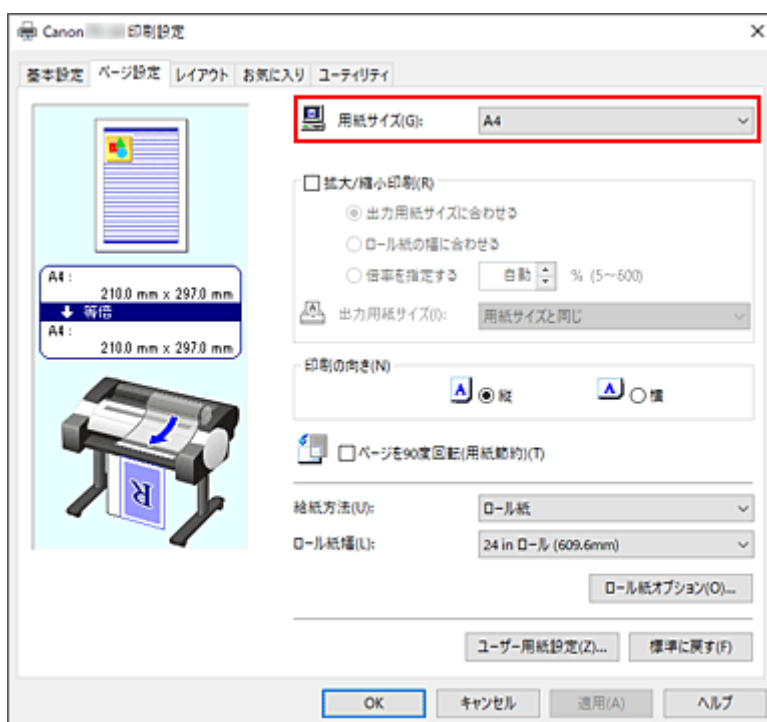 Canon 印刷設定
基本設定 ページ設定 レイアウト お気に入り ユーティリティ
用紙サイズ(G): A4
拡大/縮小印刷(R)
出力用紙サイズに合わせる
ロール紙の幅に合わせる
倍率を指定する 自動 % (5～600)
出力用紙サイズ(I): 用紙サイズと同じ
A4 :
210.0 mm x 297.0 mm
等倍
A4 :
210.0 mm x 297.0 mm
印刷の向き(N)
A 縦 A 横
ページを90度回転(用紙節約)(T)
R
給紙方法(U): ロール紙
ロール紙幅(L): 24 in ロール (609.6mm)
ロール紙オプション(O)...
ユーザー用紙設定(Z)... 標準に戻す(F)
OK キャンセル 適用(A) ヘルプ